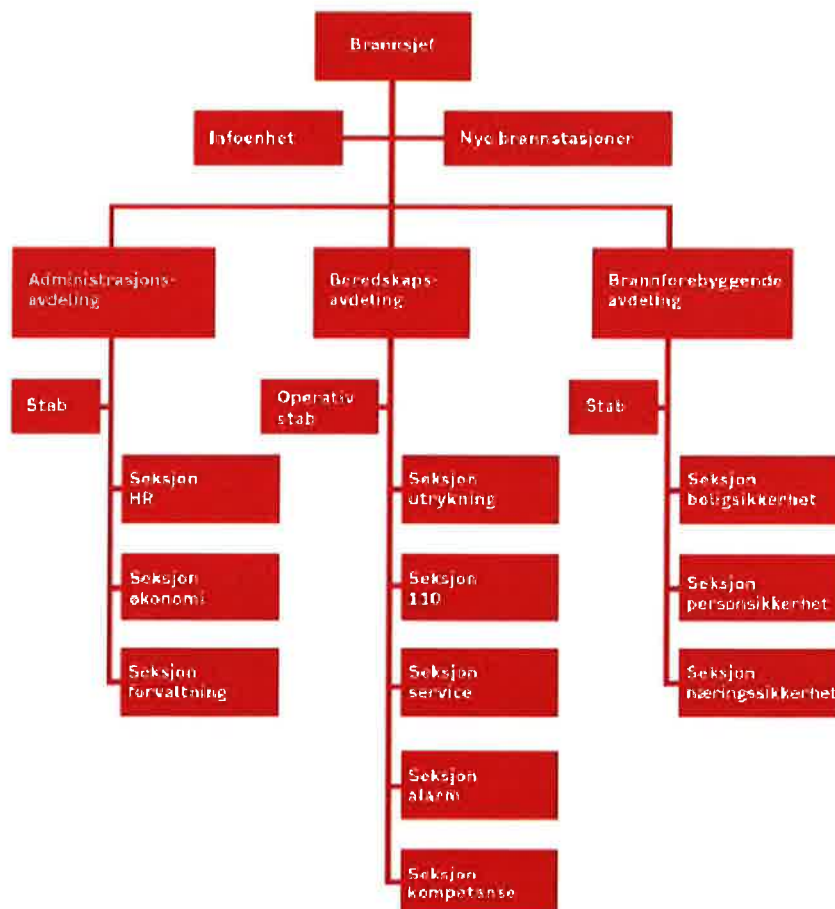 Brannsjef
Infoenhet
Nye brannstasjoner
Administrasjons-
avdeling
Beredskaps-
avdeling
Brannforebyggende
avdeling
Stab
Operativ
stab
Stab
Seksjon
HR
Seksjon
økonomi
Seksjon
forvaltning
Seksjon
utrykning
Seksjon
110
Seksjon
service
Seksjon
alarm
Seksjon
kompetanse
Seksjon
boligsikkerhet
Seksjon
personsikkerhet
Seksjon
næringssikkerhet